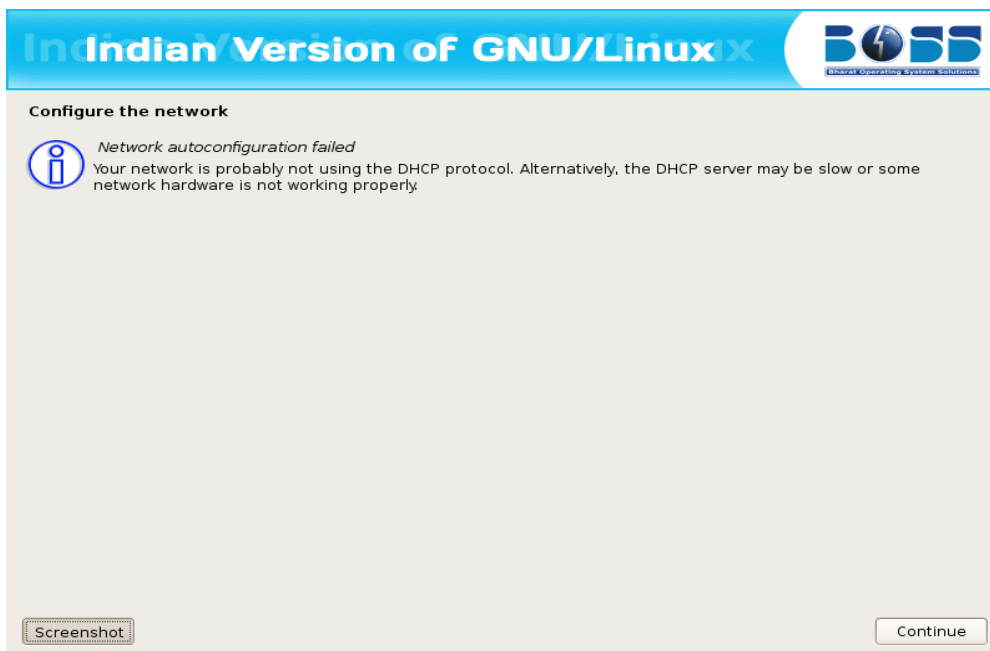 Indian Version of GNU/Linux
BOSS
Bharat Operating System Solutions
Configure the network
Network autoconfiguration failed
Your network is probably not using the DHCP protocol. Alternatively, the DHCP server may be slow or some
network hardware is not working properly.
Screenshot
Continue